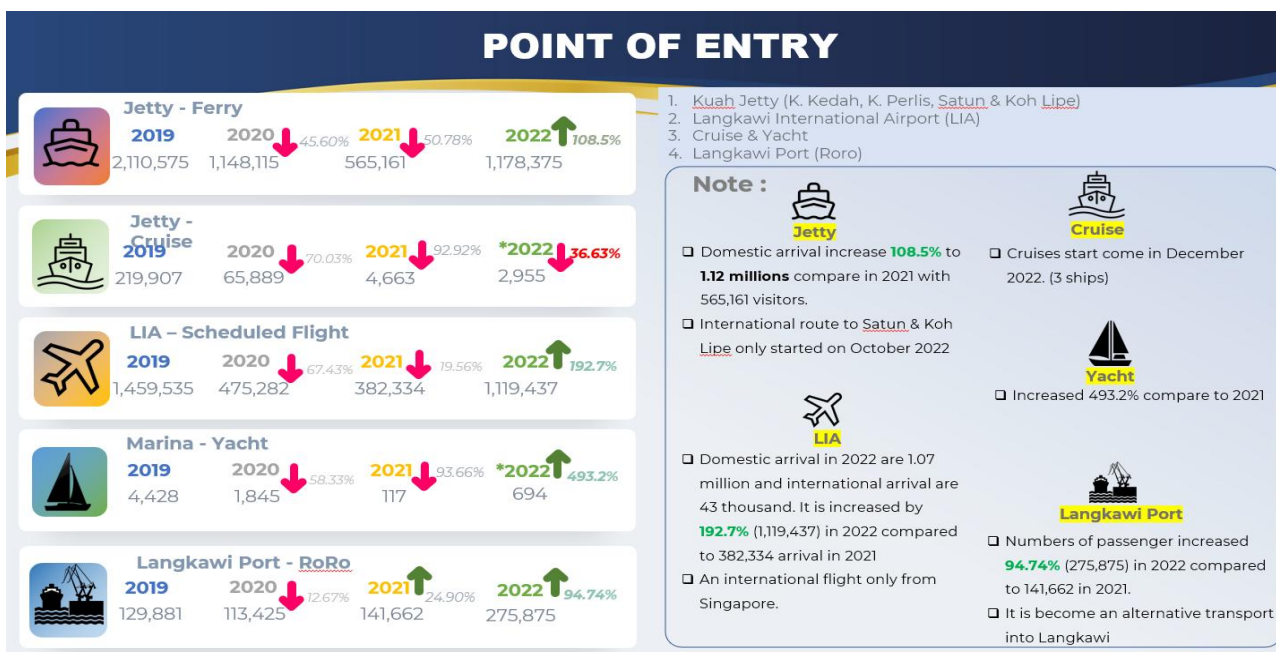 POINT OF ENTRY
Jetty - Ferry
2019 2020 45.60% 2021 50.78% 2022 108.5%
2,110,575 1,148,115 565,161 1,178,375
Jetty -
Cruise
2019 2020 70.03% 2021 92.92% *2022 36.63%
219,907 65,889 4,663 2,955
LIA – Scheduled Flight
2019 2020 67.43% 2021 19.56% 2022 192.7%
1,459,535 475,282 382,334 1,119,437
Marina - Yacht
2019 2020 58.33% 2021 93.66% *2022 493.2%
4,428 1,845 117 694
Langkawi Port - RoRo
2019 2020 12.67% 2021 24.90% 2022 94.74%
129,881 113,425 141,662 275,875
1. Kuah Jetty (K. Kedah, K. Perlis, Satun & Koh Lipe)
2. Langkawi International Airport (LIA)
3. Cruise & Yacht
4. Langkawi Port (Roro)
Note :
Jetty
Domestic arrival increase 108.5% to
1.12 millions compare in 2021 with
565,161 visitors.
International route to Satun & Koh
Lipe only started on October 2022
LIA
Domestic arrival in 2022 are 1.07
million and international arrival are
43 thousand. It is increased by
192.7% (1,119,437) in 2022 compared
to 382,334 arrival in 2021
An international flight only from
Singapore.
Cruise
Cruises start come in December
2022. (3 ships)
Yacht
Increased 493.2% compare to 2021
Langkawi Port
Numbers of passenger increased
94.74% (275,875) in 2022 compared
to 141,662 in 2021.
It is become an alternative transport
into Langkawi